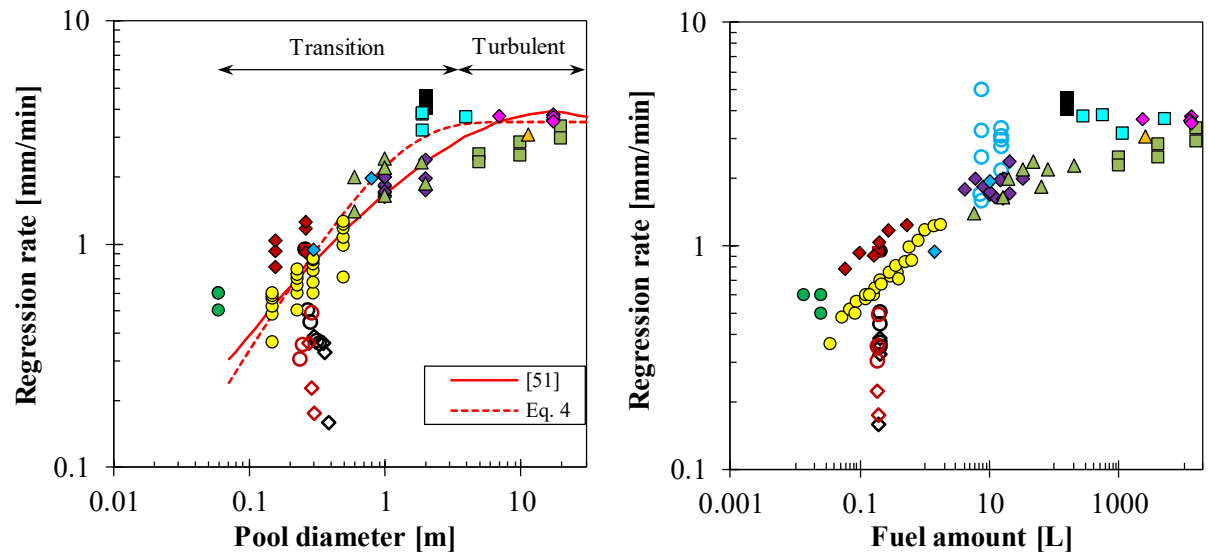 10
Transition
Turbulent
1
[51]
Eq. 4
0.1
0.01
0.1
1
10
Pool diameter [m]
Regression rate [mm/min]
10
1
0.1
0.001
0.1
10
1000
Fuel amount [L]
Regression rate [mm/min]